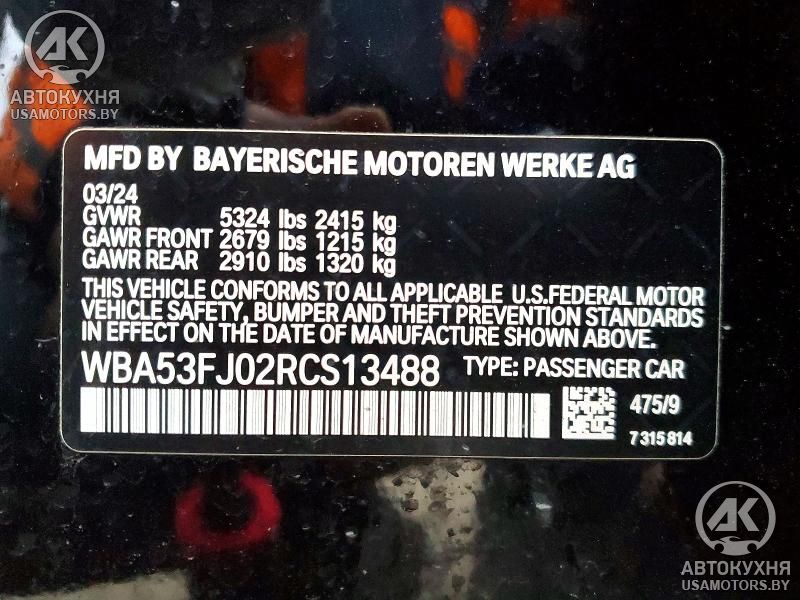 AK
АВТОКУХНЯ
USAMOTORS.BY
MFD BY BAYERISCHE MOTOREN WERKE AG
03/24
GVWR 5324 lbs 2415 kg
GAWR FRONT 2679 lbs 1215 kg
GAWR REAR 2910 lbs 1320 kg
THIS VEHICLE CONFORMS TO ALL APPLICABLE U.S.FEDERAL MOTOR
VEHICLE SAFETY, BUMPER AND THEFT PREVENTION STANDARDS
IN EFFECT ON THE DATE OF MANUFACTURE SHOWN ABOVE.
WBA53FJ02RCS13488 TYPE: PASSENGER CAR
475/9
7 315 814
AK
АВТОКУХНЯ
USAMOTORS.BY